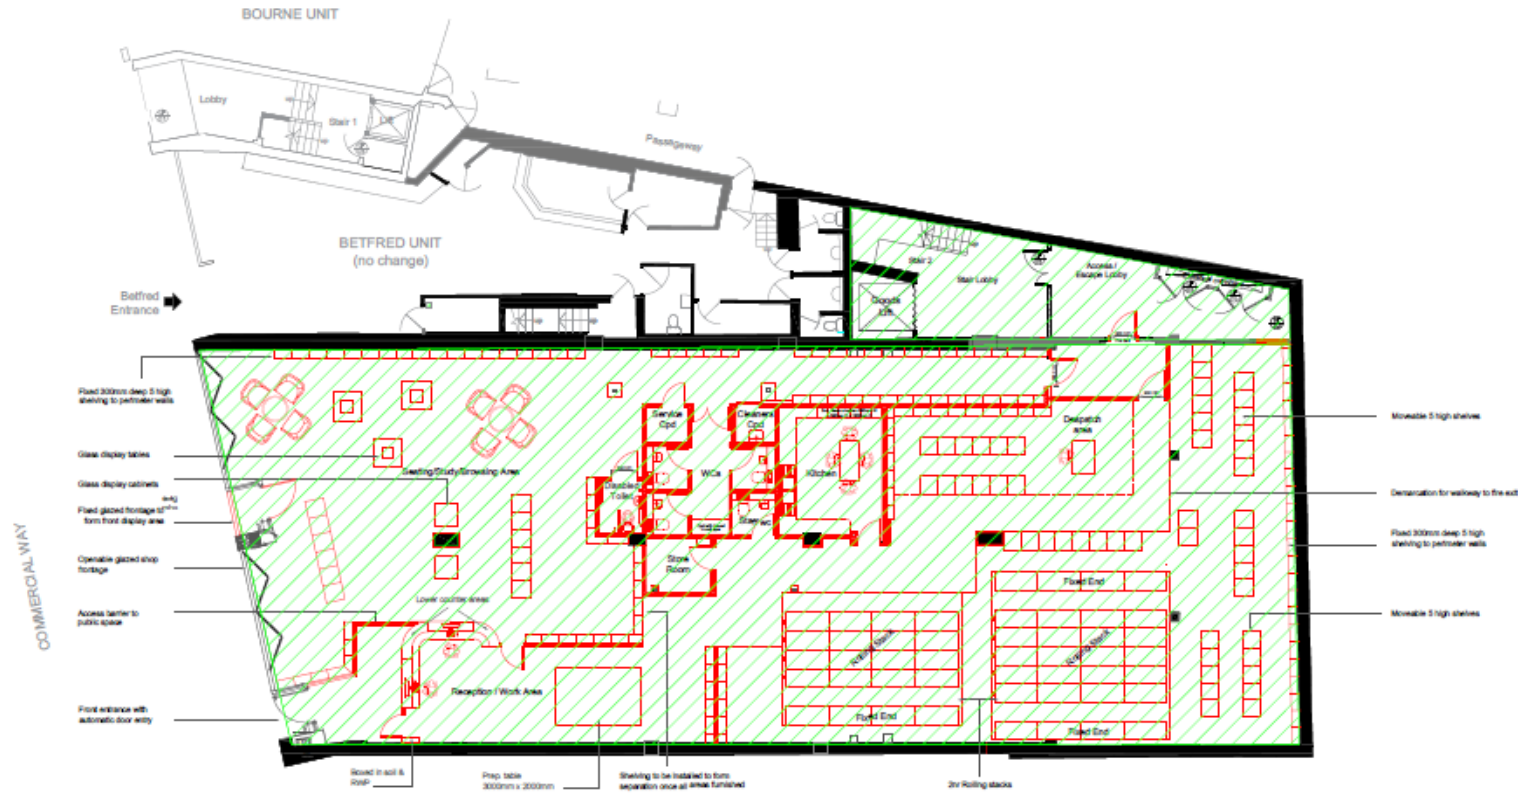 BOURNE UNIT
Lobby
Stair 1
Lift
Passageway
BETFRED UNIT
(no change)
Betfred
Entrance
Stair 2
Stair Lobby
Access /
Escape Lobby
Goods
Lift
Fixed 300mm deep 5 high
shelving to perimeter walls
Glass display tables
Glass display cabinets
Fixed glazed frontage to
form front display area
Openable glazed shop
frontage
Access barrier to
public space
Front entrance with
automatic door entry
COMMERCIAL WAY
Seating/Study/Browsing Area
Service
Cpd
Cleaners
Cpd
WCs
Disabled
Toilet
Staff WC
Kitchen
Despatch
area
Store
Room
Lower counter areas
Reception / Work Area
Rolling Stack
Fixed End
Fixed End
Rolling Stack
Fixed End
Moveable 5 high shelves
Demarcation for walkway to fire exit
Fixed 300mm deep 5 high
shelving to perimeter walls
Moveable 5 high shelves
Boxed in soil &
RWP
Prep. table
3000mm x 2000mm
Shelving to be installed to form
separation once all areas furnished
2nr Rolling stacks